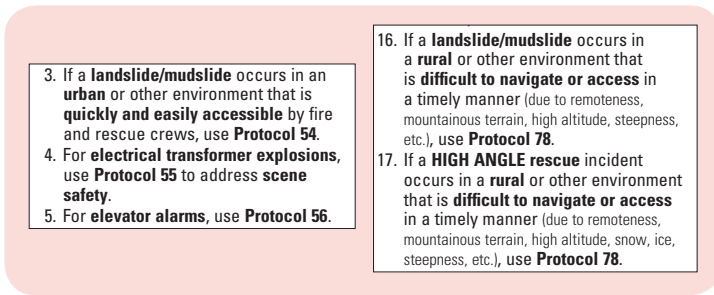 3. If a landslide/mudslide occurs in an
urban or other environment that is
quickly and easily accessible by fire
and rescue crews, use Protocol 54.
4. For electrical transformer explosions,
use Protocol 55 to address scene
safety.
5. For elevator alarms, use Protocol 56.
16. If a landslide/mudslide occurs in
a rural or other environment that
is difficult to navigate or access in
a timely manner (due to remoteness,
mountainous terrain, high altitude, steepness,
etc.), use Protocol 78.
17. If a HIGH ANGLE rescue incident
occurs in a rural or other environment
that is difficult to navigate or access
in a timely manner (due to remoteness,
mountainous terrain, high altitude, snow, ice,
steepness, etc.), use Protocol 78.